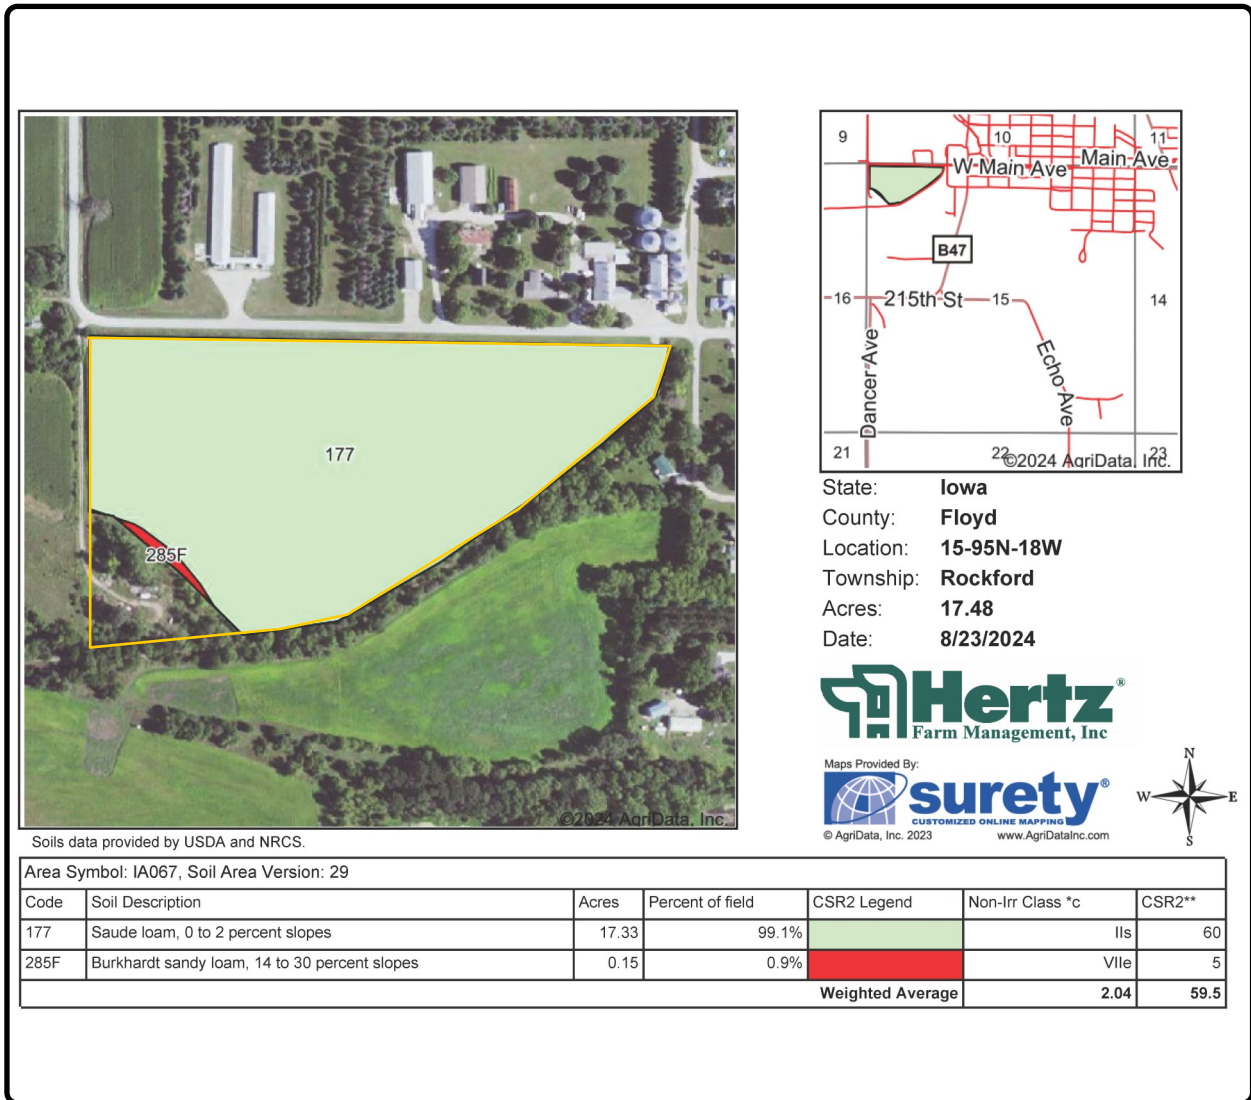 177
285F
©2024 AgriData, Inc.
9
10
11
W Main Ave
Main Ave
B47
16
215th St
15
14
Dancer Ave
Echo Ave
21
22
23
©2024 AgriData, Inc.
State: Iowa
County: Floyd
Location: 15-95N-18W
Township: Rockford
Acres: 17.48
Date: 8/23/2024
Hertz®
Farm Management, Inc
Maps Provided By:
surety®
CUSTOMIZED ONLINE MAPPING
© AgriData, Inc. 2023 www.AgriDataInc.com
N
W E
S
Soils data provided by USDA and NRCS.
Area Symbol: IA067, Soil Area Version: 29
Code Soil Description Acres Percent of field CSR2 Legend Non-Irr Class *c CSR2**
177 Saude loam, 0 to 2 percent slopes 17.33 99.1% IIs 60
285F Burkhardt sandy loam, 14 to 30 percent slopes 0.15 0.9% VIIe 5
Weighted Average 2.04 59.5